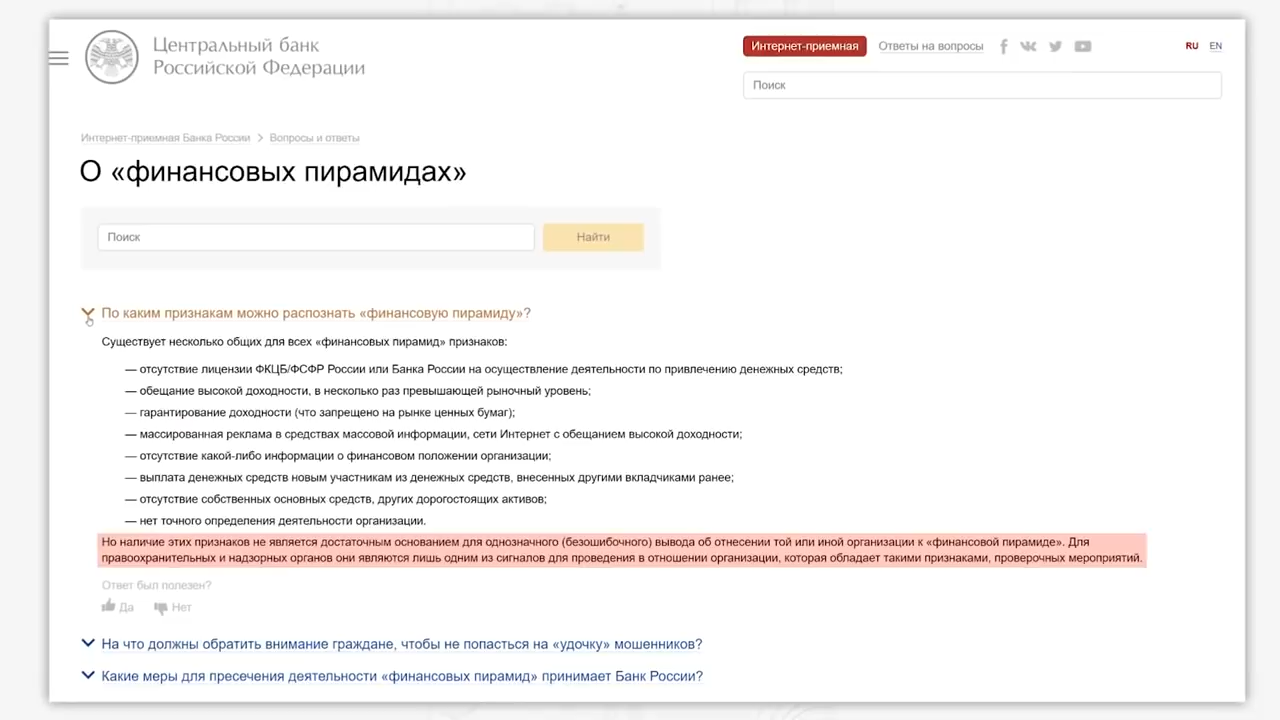 Центральный банк
Российской Федерации
Интернет-приемная
Ответы на вопросы
RU
EN
Поиск
Интернет-приемная Банка России > Вопросы и ответы
О «финансовых пирамидах»
Поиск
Найти
По каким признакам можно распознать «финансовую пирамиду»?
Существует несколько общих для всех «финансовых пирамид» признаков:
— отсутствие лицензии ФКЦБ/ФСФР России или Банка России на осуществление деятельности по привлечению денежных средств;
— обещание высокой доходности, в несколько раз превышающей рыночный уровень;
— гарантирование доходности (что запрещено на рынке ценных бумаг);
— массированная реклама в средствах массовой информации, сети Интернет с обещанием высокой доходности;
— отсутствие какой-либо информации о финансовом положении организации;
— выплата денежных средств новым участникам из денежных средств, внесенных другими вкладчиками ранее;
— отсутствие собственных основных средств, других дорогостоящих активов;
— нет точного определения деятельности организации.
Но наличие этих признаков не является достаточным основанием для однозначного (безошибочного) вывода об отнесении той или иной организации к «финансовой пирамиде». Для
правоохранительных и надзорных органов они являются лишь одним из сигналов для проведения в отношении организации, которая обладает такими признаками, проверочных мероприятий.
Ответ был полезен?
Да
Нет
На что должны обратить внимание граждане, чтобы не попасться на «удочку» мошенников?
Какие меры для пресечения деятельности «финансовых пирамид» принимает Банк России?